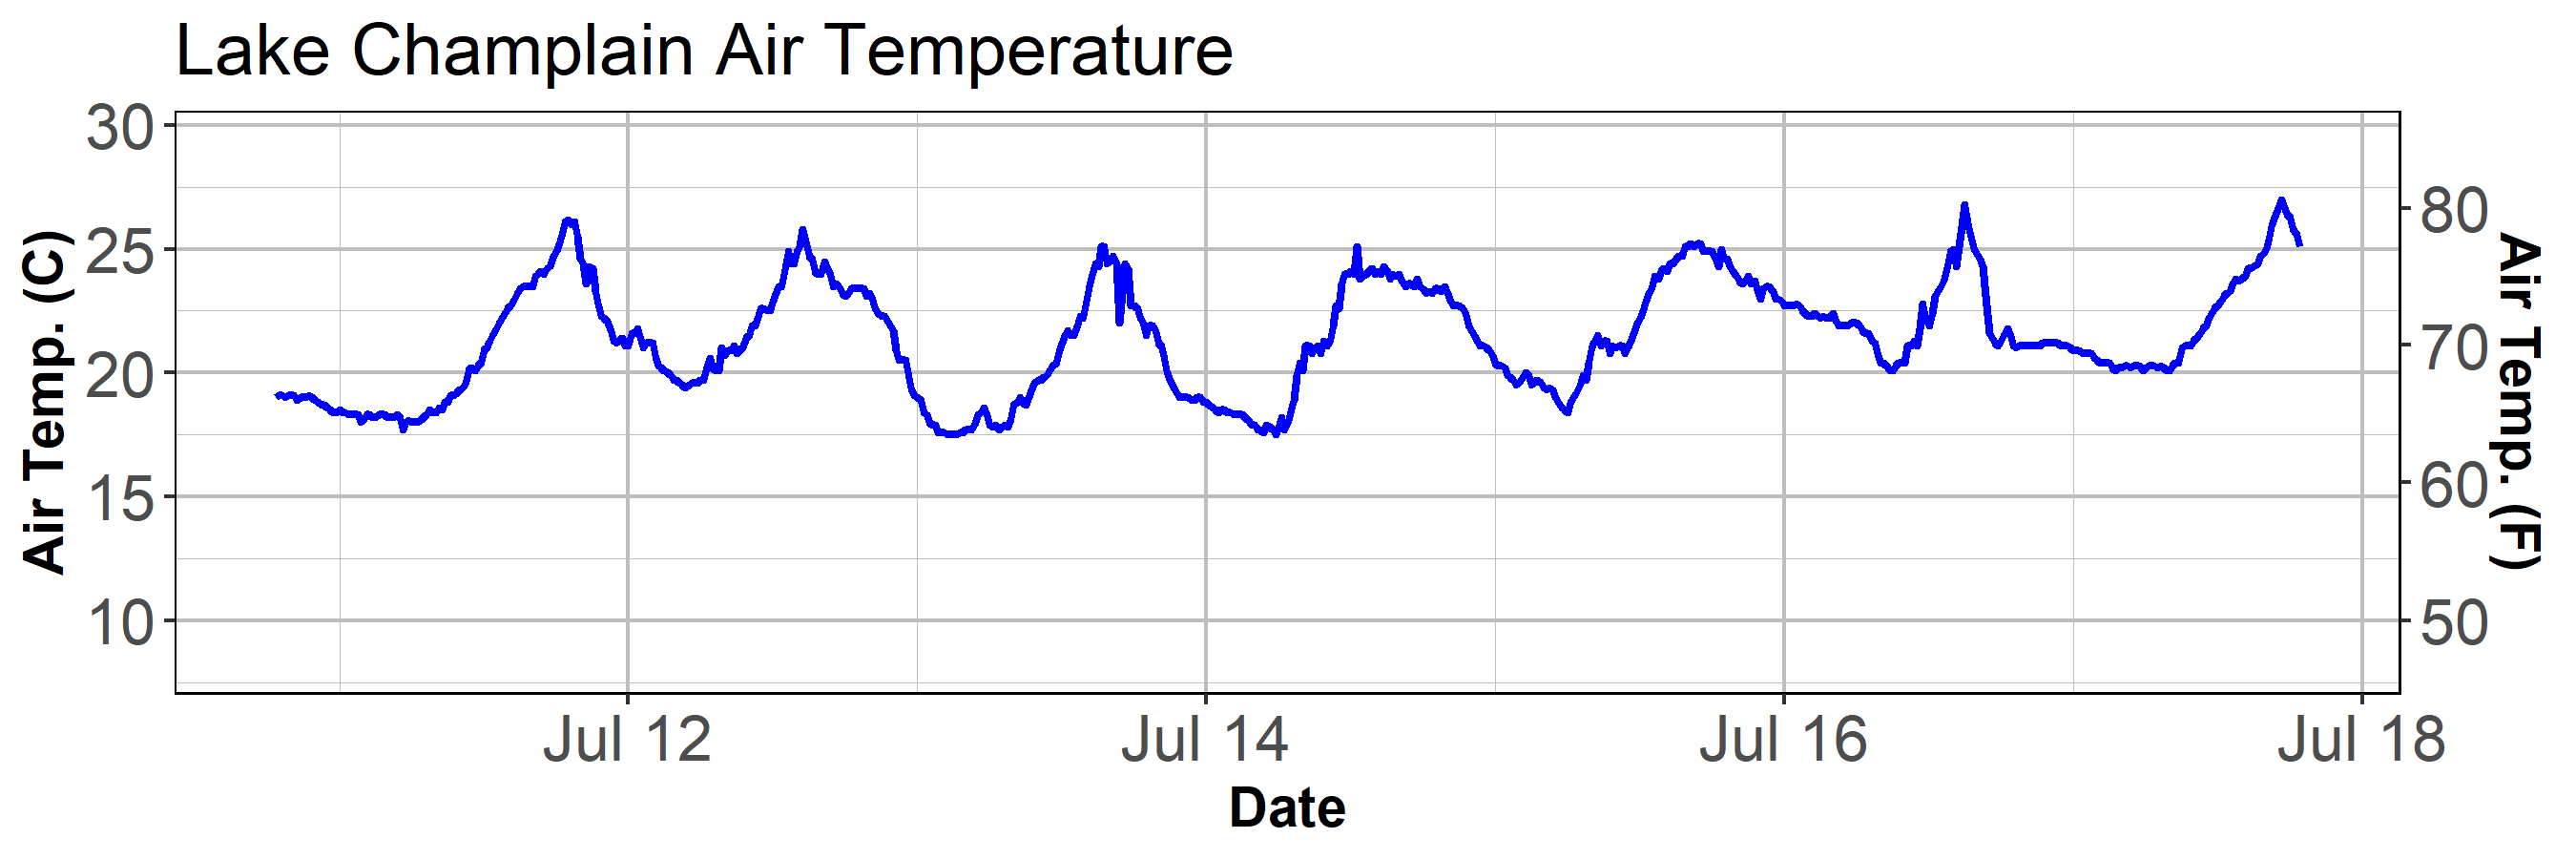 Lake Champlain Air Temperature
Air Temp. (C)
30
25
20
15
10
80
70
60
50
Air Temp. (F)
Jul 12
Jul 14
Jul 16
Jul 18
Date